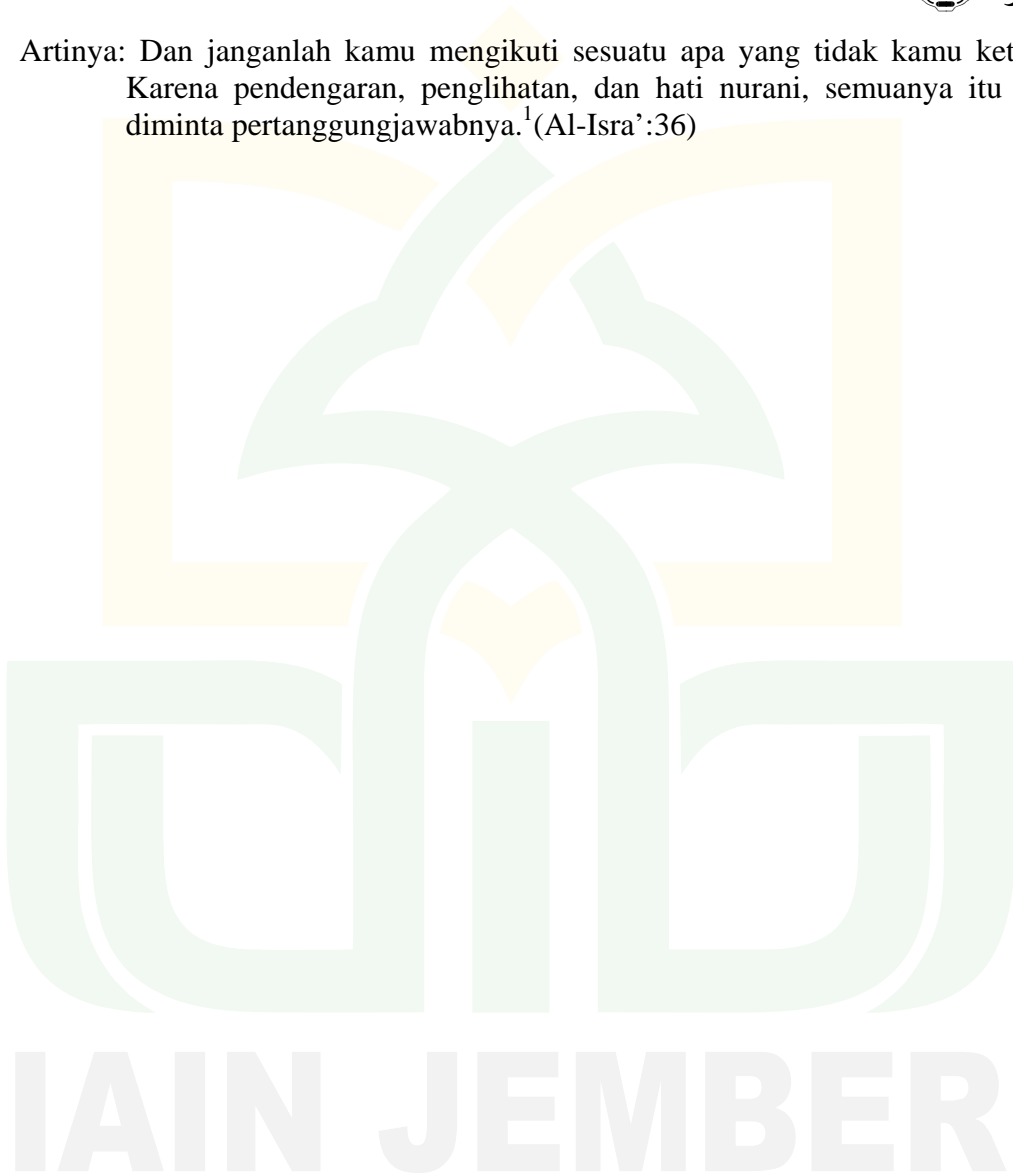 Artinya: Dan janganlah kamu mengikuti sesuatu apa yang tidak kamu ket
Karena pendengaran, penglihatan, dan hati nurani, semuanya itu
diminta pertanggungjawabnya.¹(Al-Isra’:36)
IAIN JEMBER